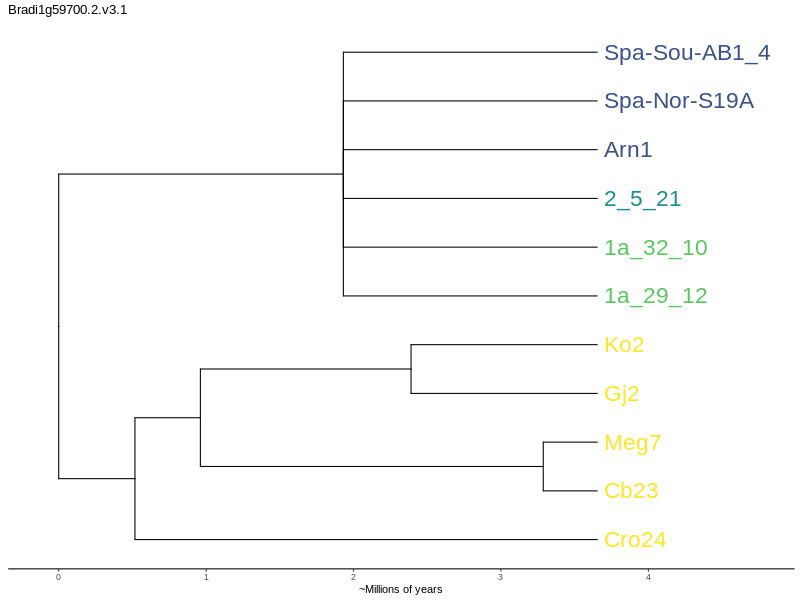 Bradi1g59700.2.v3.1
Spa-Sou-AB1_4
Spa-Nor-S19A
Arn1
2_5_21
1a_32_10
1a_29_12
Ko2
Gj2
Meg7
Cb23
Cro24
0 1 2 3 4
~Millions of years